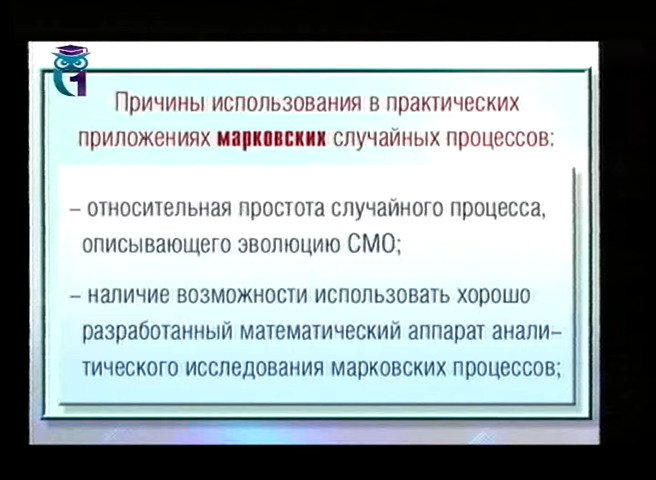 1
Причины использования в практических
приложениях марковских случайных процессов:
– относительная простота случайного процесса,
описывающего эволюцию СМО;
– наличие возможности использовать хорошо
разработанный математический аппарат анали–
тического исследования марковских процессов;